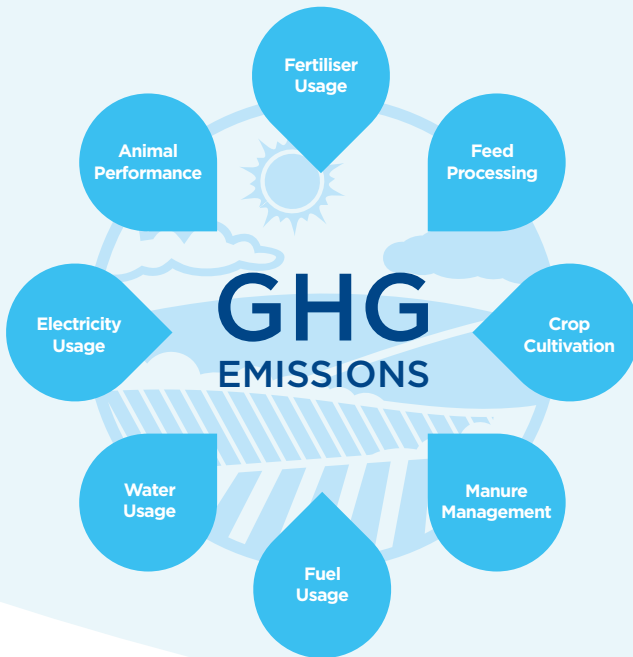 Fertiliser
Usage
Animal
Performance
Feed
Processing
GHG
EMISSIONS
Electricity
Usage
Crop
Cultivation
Water
Usage
Manure
Management
Fuel
Usage